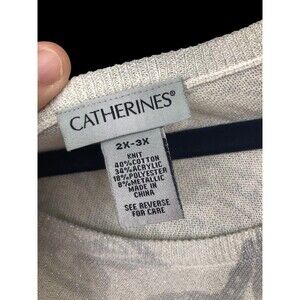 CATHERINES®
2X-3X
KNIT
40%COTTON
34%ACRYLIC
18%POLYESTER
8%METALLIC
MADE IN
CHINA
SEE REVERSE
FOR CARE